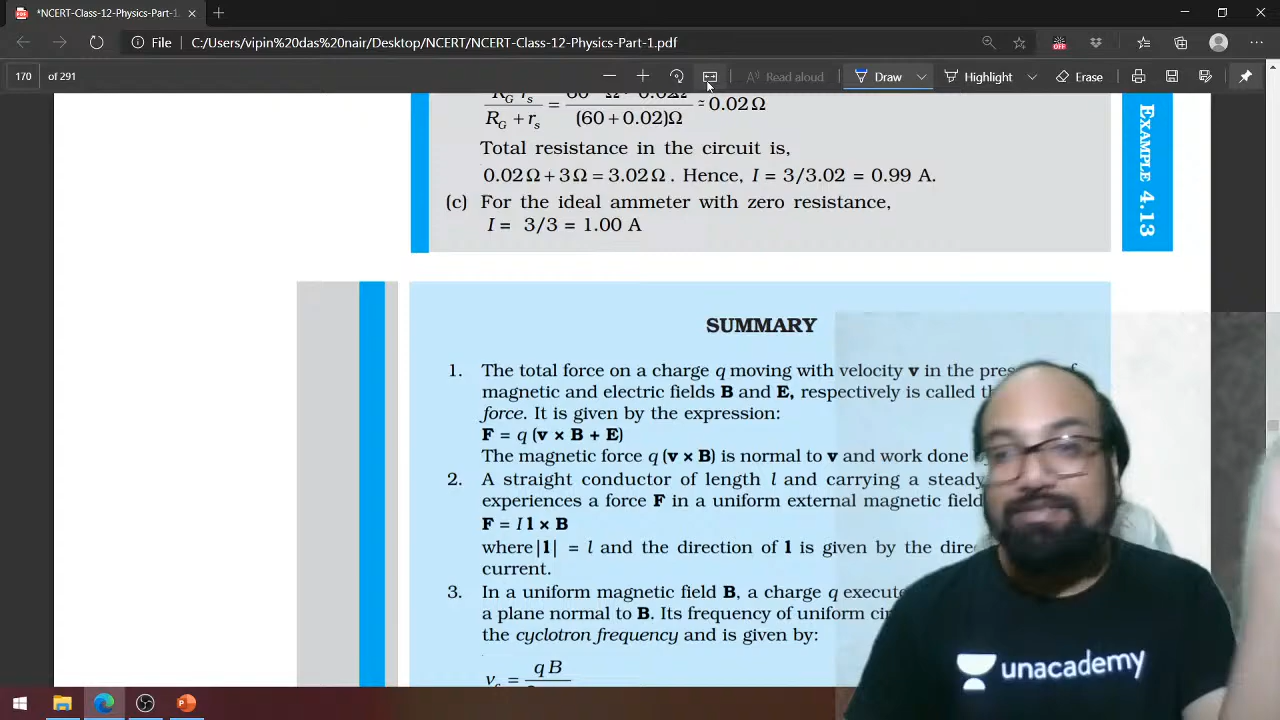 *NCERT-Class-12-Physics-Part-1.
File C:/Users/vipin%20das%20nair/Desktop/NCERT/NCERT-Class-12-Physics-Part-1.pdf
OFF
170 of 291 Read aloud Draw Highlight Erase
R_G + r_s = (60 + 0.02)Ω ≈ 0.02 Ω
Total resistance in the circuit is,
0.02 Ω + 3 Ω = 3.02 Ω. Hence, I = 3/3.02 = 0.99 A.
(c) For the ideal ammeter with zero resistance,
I = 3/3 = 1.00 A
EXAMPLE 4.13
SUMMARY
1. The total force on a charge q moving with velocity v in the of
magnetic and electric fields B and E, respectively is called
force. It is given by the expression:
F = q (v × B + E)
The magnetic force q (v × B) is normal to v and work done
2. A straight conductor of length l and carrying a steady
experiences a force F in a uniform external magnetic field
F = I l × B
where |l| = l and the direction of l is given by the
current.
3. In a uniform magnetic field B, a charge q
a plane normal to B. Its frequency of uniform
the cyclotron frequency and is given by:
ν_c = q B
unacademy